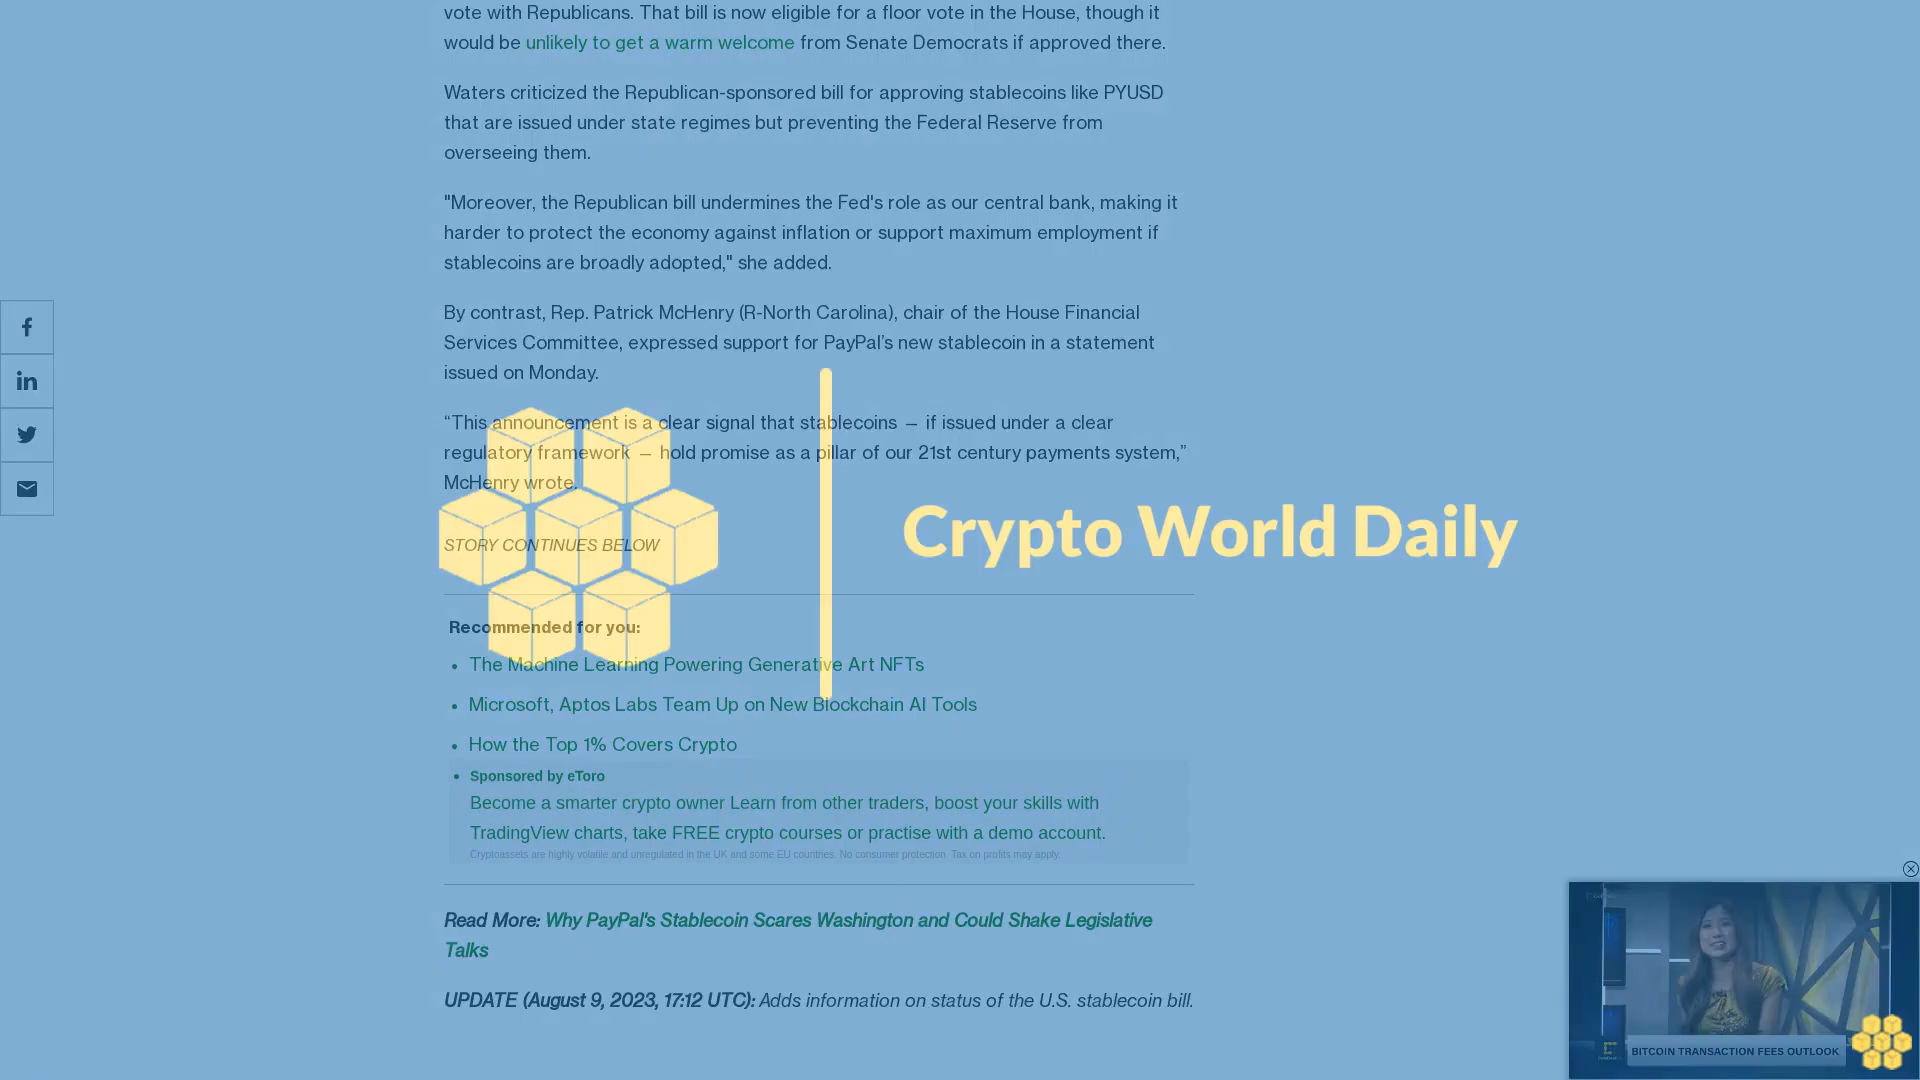 vote with Republicans. That bill is now eligible for a floor vote in the House, though it
would be unlikely to get a warm welcome from Senate Democrats if approved there.
Waters criticized the Republican-sponsored bill for approving stablecoins like PYUSD
that are issued under state regimes but preventing the Federal Reserve from
overseeing them.
"Moreover, the Republican bill undermines the Fed's role as our central bank, making it
harder to protect the economy against inflation or support maximum employment if
stablecoins are broadly adopted," she added.
By contrast, Rep. Patrick McHenry (R-North Carolina), chair of the House Financial
Services Committee, expressed support for PayPal’s new stablecoin in a statement
issued on Monday.
“This announcement is a clear signal that stablecoins — if issued under a clear
regulatory framework — hold promise as a pillar of our 21st century payments system,”
McHenry wrote.
Crypto World Daily
STORY CONTINUES BELOW
Recommended for you:
• The Machine Learning Powering Generative Art NFTs
• Microsoft, Aptos Labs Team Up on New Blockchain AI Tools
• How the Top 1% Covers Crypto
• Sponsored by eToro
Become a smarter crypto owner Learn from other traders, boost your skills with
TradingView charts, take FREE crypto courses or practise with a demo account.
Cryptoassets are highly volatile and unregulated in the UK and some EU countries. No consumer protection. Tax on profits may apply.
Read More: Why PayPal's Stablecoin Scares Washington and Could Shake Legislative
Talks
UPDATE (August 9, 2023, 17:12 UTC): Adds information on status of the U.S. stablecoin bill.
BITCOIN TRANSACTION FEES OUTLOOK